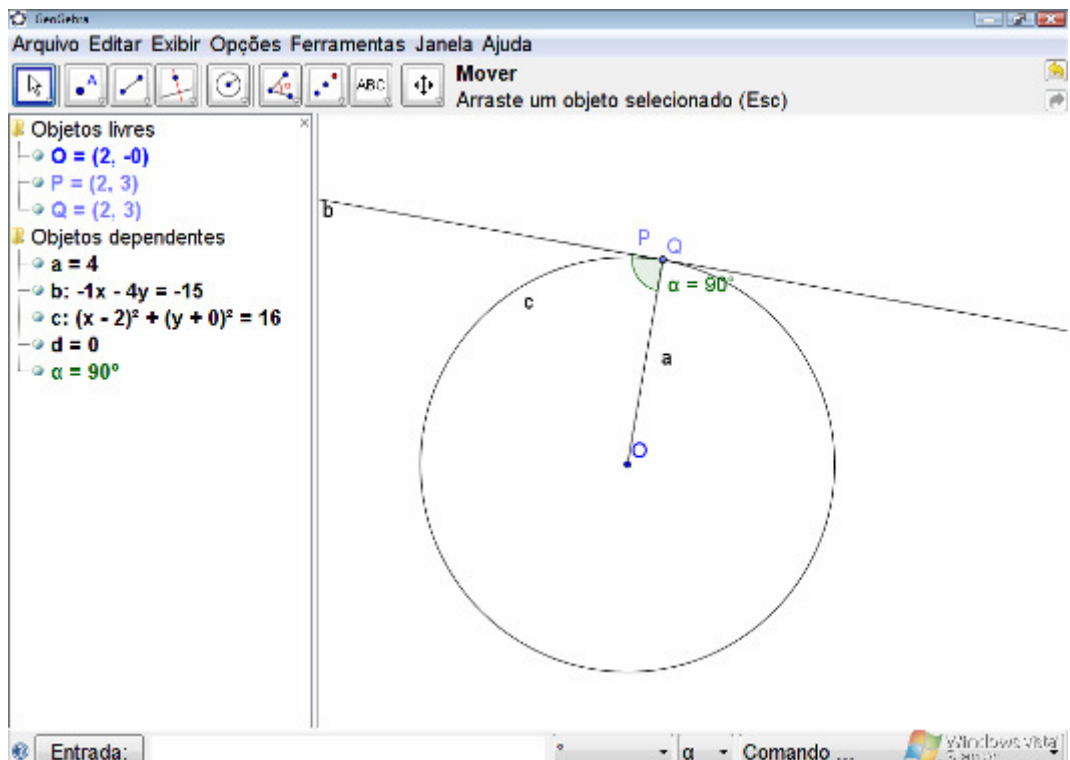 GeoGebra
Arquivo Editar Exibir Opções Ferramentas Janela Ajuda
A
ABC
Mover
Arraste um objeto selecionado (Esc)
Objetos livres
O = (2, -0)
P = (2, 3)
Q = (2, 3)
Objetos dependentes
a = 4
b: -1x - 4y = -15
c: (x - 2)² + (y + 0)² = 16
d = 0
α = 90º
b
P Q
α = 90°
c
a
O
Entrada:
° α Comando ...
Windows Vista